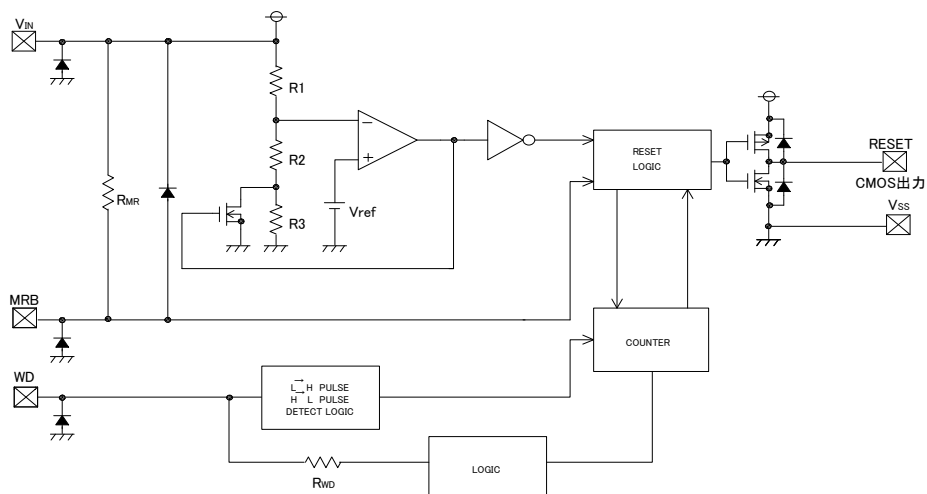 VIN
R1
R2
R3
RMR
Vref
RESET
LOGIC
RESET
CMOS出力
VSS
MRB
COUNTER
WD
L→H PULSE
H→L PULSE
DETECT LOGIC
LOGIC
RWD